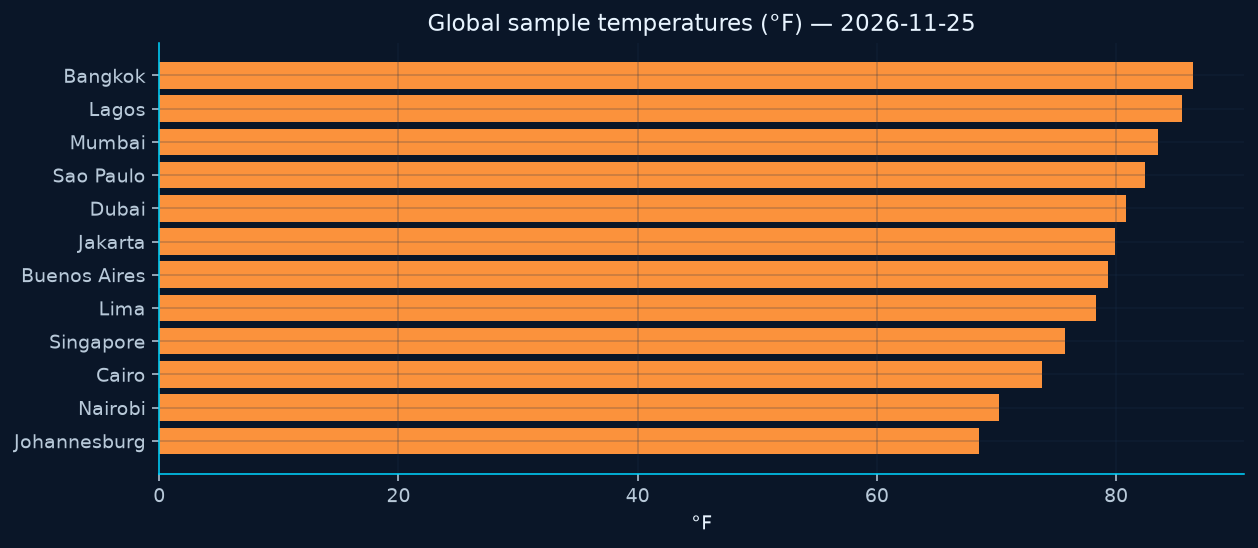 Global sample temperatures (°F) — 2026-11-25
Bangkok
Lagos
Mumbai
Sao Paulo
Dubai
Jakarta
Buenos Aires
Lima
Singapore
Cairo
Nairobi
Johannesburg
0 20 40 60 80
°F